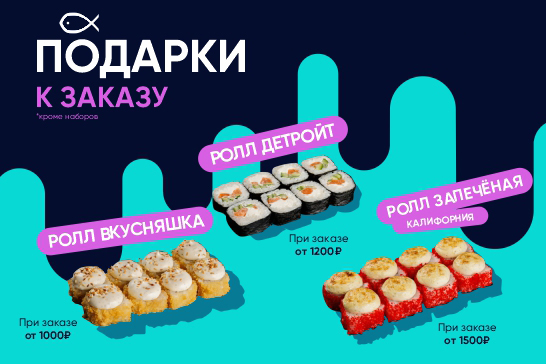 ПОДАРКИ
К ЗАКАЗУ
*кроме наборов
РОЛЛ ДЕТРОЙТ
При заказе
от 1200₽
РОЛЛ ВКУСНЯШКА
При заказе
от 1000₽
РОЛЛ ЗАПЕЧЁНАЯ
КАЛИФОРНИЯ
При заказе
от 1500₽